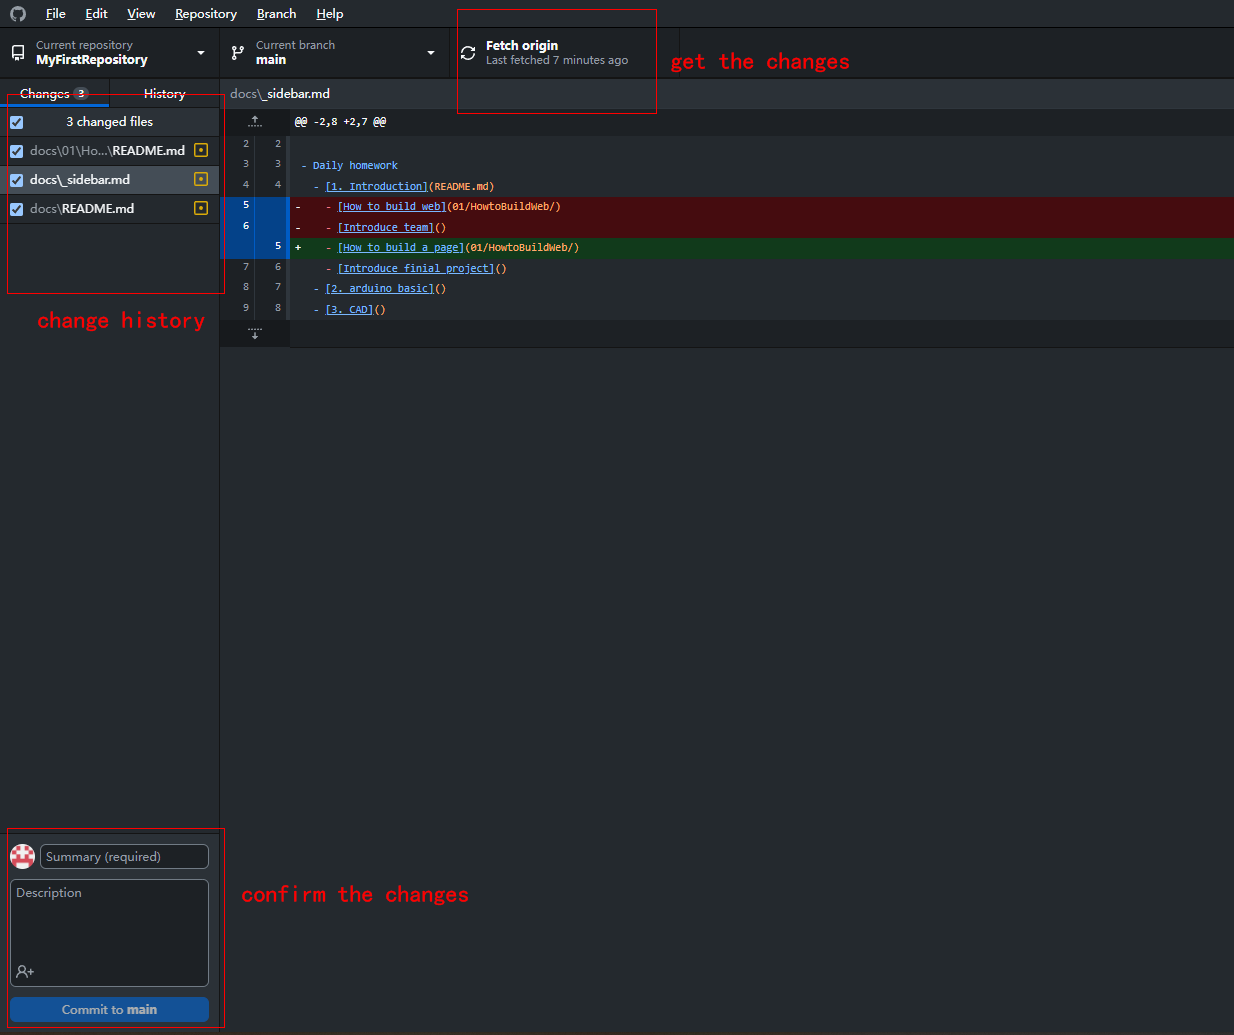 File Edit View Repository Branch Help
Current repository
MyFirstRepository
Current branch
main
Fetch origin
Last fetched 7 minutes ago
get the changes
Changes 3 History
docs\_sidebar.md
3 changed files
@@ -2,8 +2,7 @@
docs\01\Ho...\README.md
docs\_sidebar.md
docs\README.md
2 2
3 3 - Daily homework
4 4 - [1. Introduction](README.md)
5 - - [How to build web](01/HowtoBuildWeb/)
6 - - [Introduce team]()
5 + - [How to build a page](01/HowtoBuildWeb/)
7 6 - [Introduce finial project]()
8 7 - [2. arduino basic]()
9 8 - [3. CAD]()
change history
Summary (required)
Description
confirm the changes
Commit to main